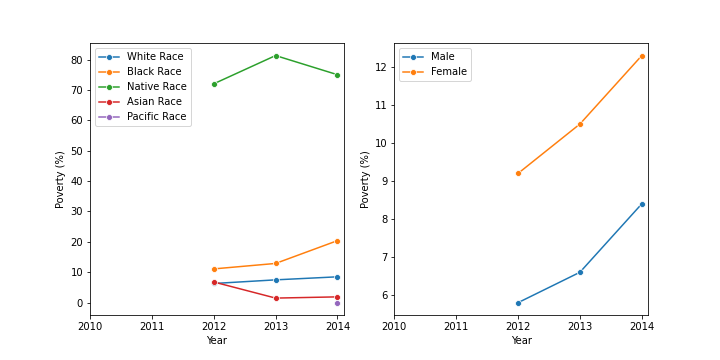 White Race
Black Race
Native Race
Asian Race
Pacific Race
80
70
60
50
40
30
20
10
0
Poverty (%)
2010 2011 2012 2013 2014
Year
Male
Female
12
11
10
9
8
7
6
Poverty (%)
2010 2011 2012 2013 2014
Year